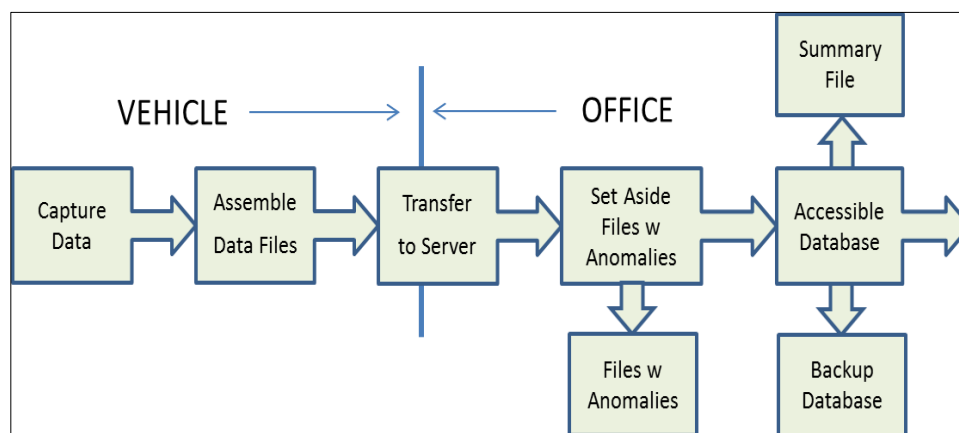 VEHICLE
OFFICE
Summary
File
Capture
Data
Assemble
Data Files
Transfer
to Server
Set Aside
Files w
Anomalies
Accessible
Database
Files w
Anomalies
Backup
Database